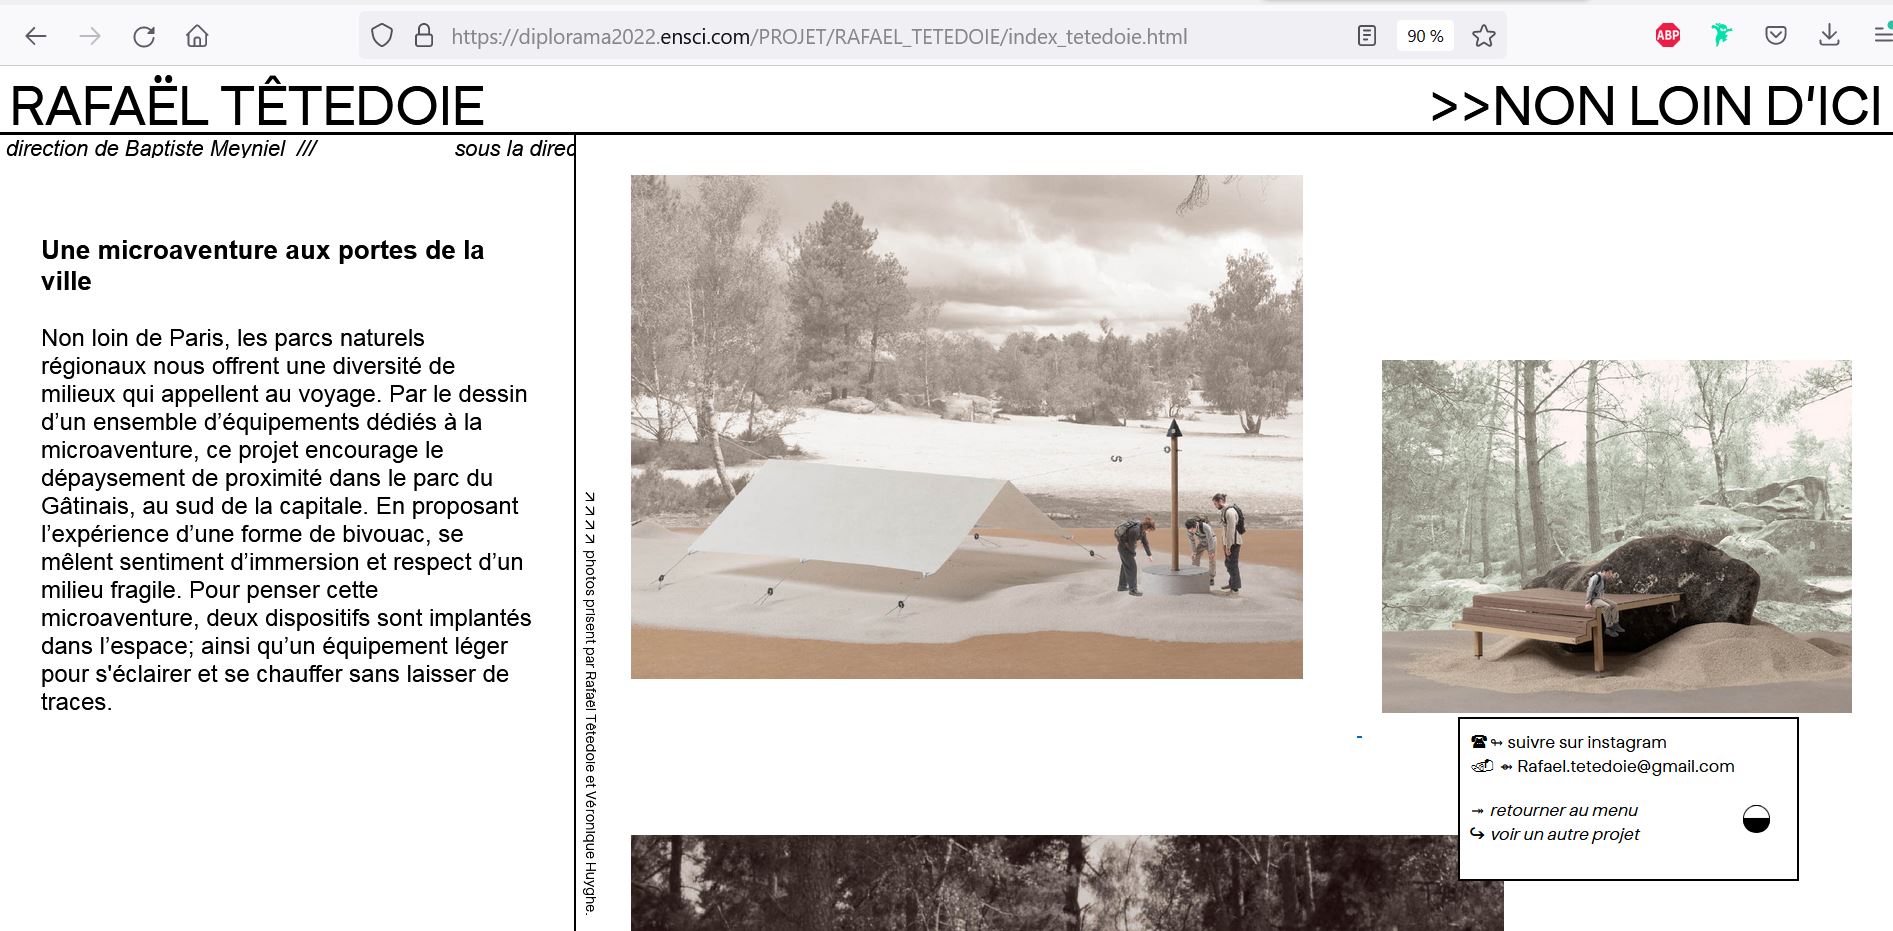 https://diplorama2022.ensci.com/PROJET/RAFAEL_TETEDOIE/index_tetedoie.html
90 %
ABP
RAFAËL TÊTEDOIE
>>NON LOIN D'ICI
direction de Baptiste Meyniel ///
sous la direc
Une microaventure aux portes de la
ville
Non loin de Paris, les parcs naturels
régionaux nous offrent une diversité de
milieux qui appellent au voyage. Par le dessin
d’un ensemble d’équipements dédiés à la
microaventure, ce projet encourage le
dépaysement de proximité dans le parc du
Gâtinais, au sud de la capitale. En proposant
l’expérience d’une forme de bivouac, se
mêlent sentiment d’immersion et respect d’un
milieu fragile. Pour penser cette
microaventure, deux dispositifs sont implantés
dans l’espace; ainsi qu’un équipement léger
pour s'éclairer et se chauffer sans laisser de
traces.
↗ ↗ ↗ ↗ photos prisent par Rafaël Têtedoie et Véronique Huyghe.
☎ ↬ suivre sur instagram
Rafael.tetedoie@gmail.com
→ retourner au menu
↪ voir un autre projet